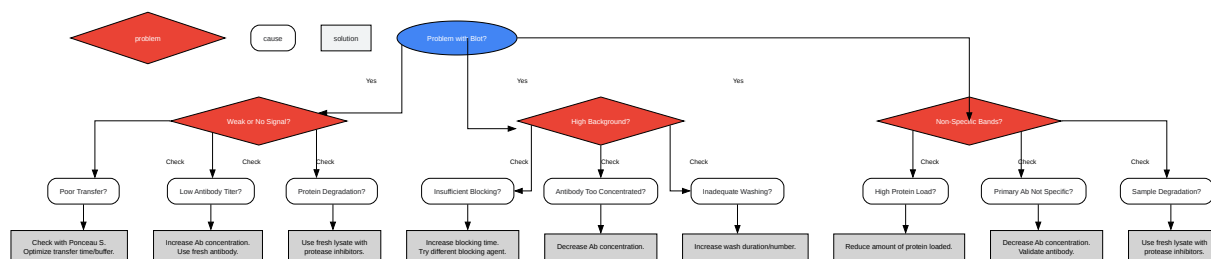 problem
cause
solution
Problem with Blot?
Yes
Yes
Yes
Weak or No Signal?
High Background?
Non-Specific Bands?
Check
Check
Check
Check
Check
Check
Check
Check
Check
Poor Transfer?
Low Antibody Titer?
Protein Degradation?
Insufficient Blocking?
Antibody Too Concentrated?
Inadequate Washing?
High Protein Load?
Primary Ab Not Specific?
Sample Degradation?
Check with Ponceau S.
Optimize transfer time/buffer.
Increase Ab concentration.
Use fresh antibody.
Use fresh lysate with
protease inhibitors.
Increase blocking time.
Try different blocking agent.
Decrease Ab concentration.
Increase wash duration/number.
Reduce amount of protein loaded.
Decrease Ab concentration.
Validate antibody.
Use fresh lysate with
protease inhibitors.